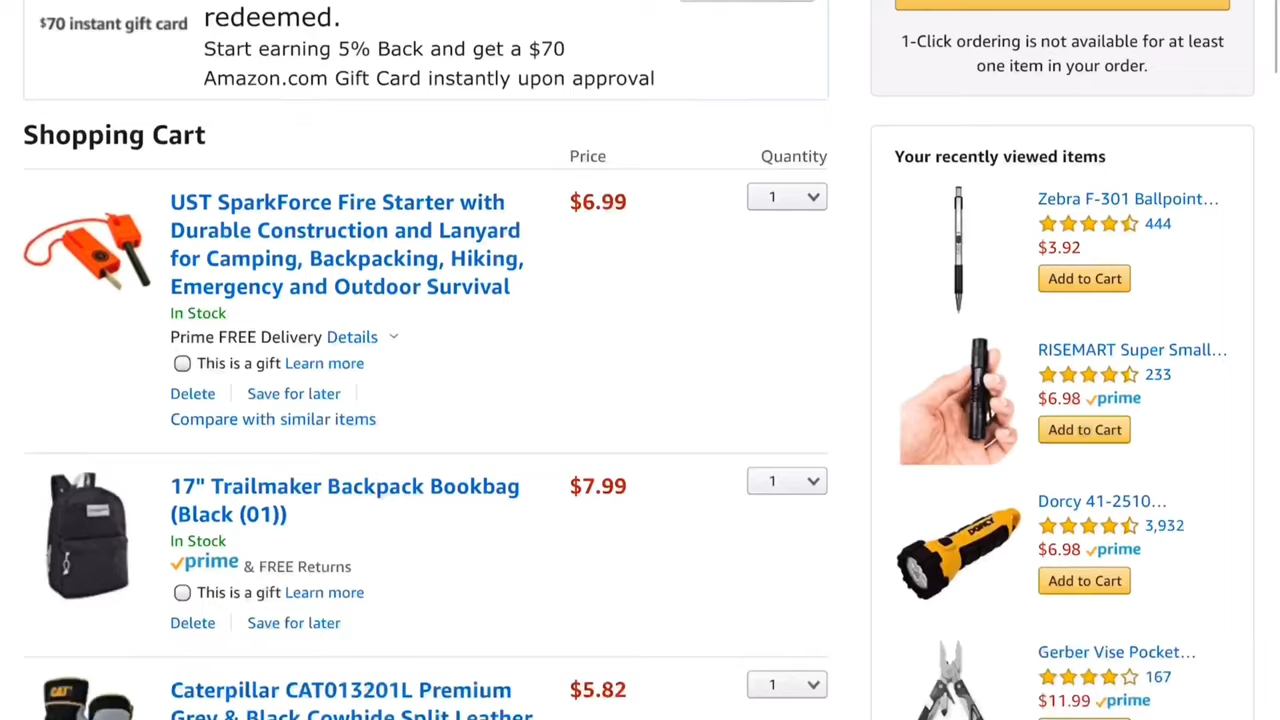 $70 instant gift card
redeemed.
Start earning 5% Back and get a $70
Amazon.com Gift Card instantly upon approval
1-Click ordering is not available for at least
one item in your order.
Shopping Cart
Price
Quantity
UST SparkForce Fire Starter with
Durable Construction and Lanyard
for Camping, Backpacking, Hiking,
Emergency and Outdoor Survival
$6.99
1
In Stock
Prime FREE Delivery Details
This is a gift Learn more
Delete
Save for later
Compare with similar items
17" Trailmaker Backpack Bookbag
(Black (01))
$7.99
1
In Stock
prime & FREE Returns
This is a gift Learn more
Delete
Save for later
CAT
Caterpillar CAT013201L Premium
Grey & Black Cowhide Split Leather
$5.82
1
Your recently viewed items
Zebra F-301 Ballpoint...
444
$3.92
Add to Cart
RISEMART Super Small...
233
$6.98 prime
Add to Cart
DORCY
Dorcy 41-2510...
3,932
$6.98 prime
Add to Cart
Gerber Vise Pocket...
167
$11.99 prime